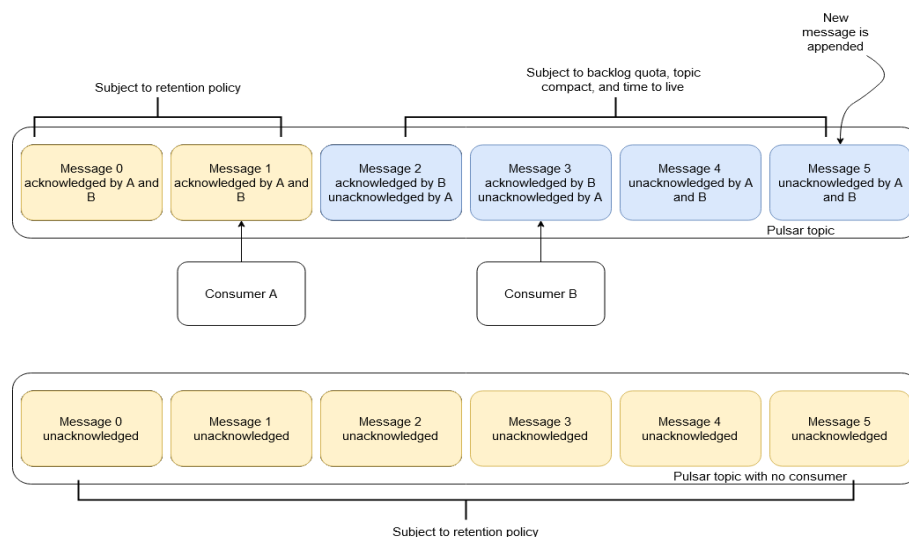 New
message is
appended
Subject to backlog quota, topic
compact, and time to live
Subject to retention policy
Message 0
acknowledged by A and
B
Message 1
acknowledged by A and
B
Message 2
acknowledged by B
unacknowledged by A
Message 3
acknowledged by B
unacknowledged by A
Message 4
unacknowledged by A
and B
Message 5
unacknowledged by A
and B
Pulsar topic
Consumer A
Consumer B
Message 0
unacknowledged
Message 1
unacknowledged
Message 2
unacknowledged
Message 3
unacknowledged
Message 4
unacknowledged
Message 5
unacknowledged
Pulsar topic with no consumer
Subject to retention policy